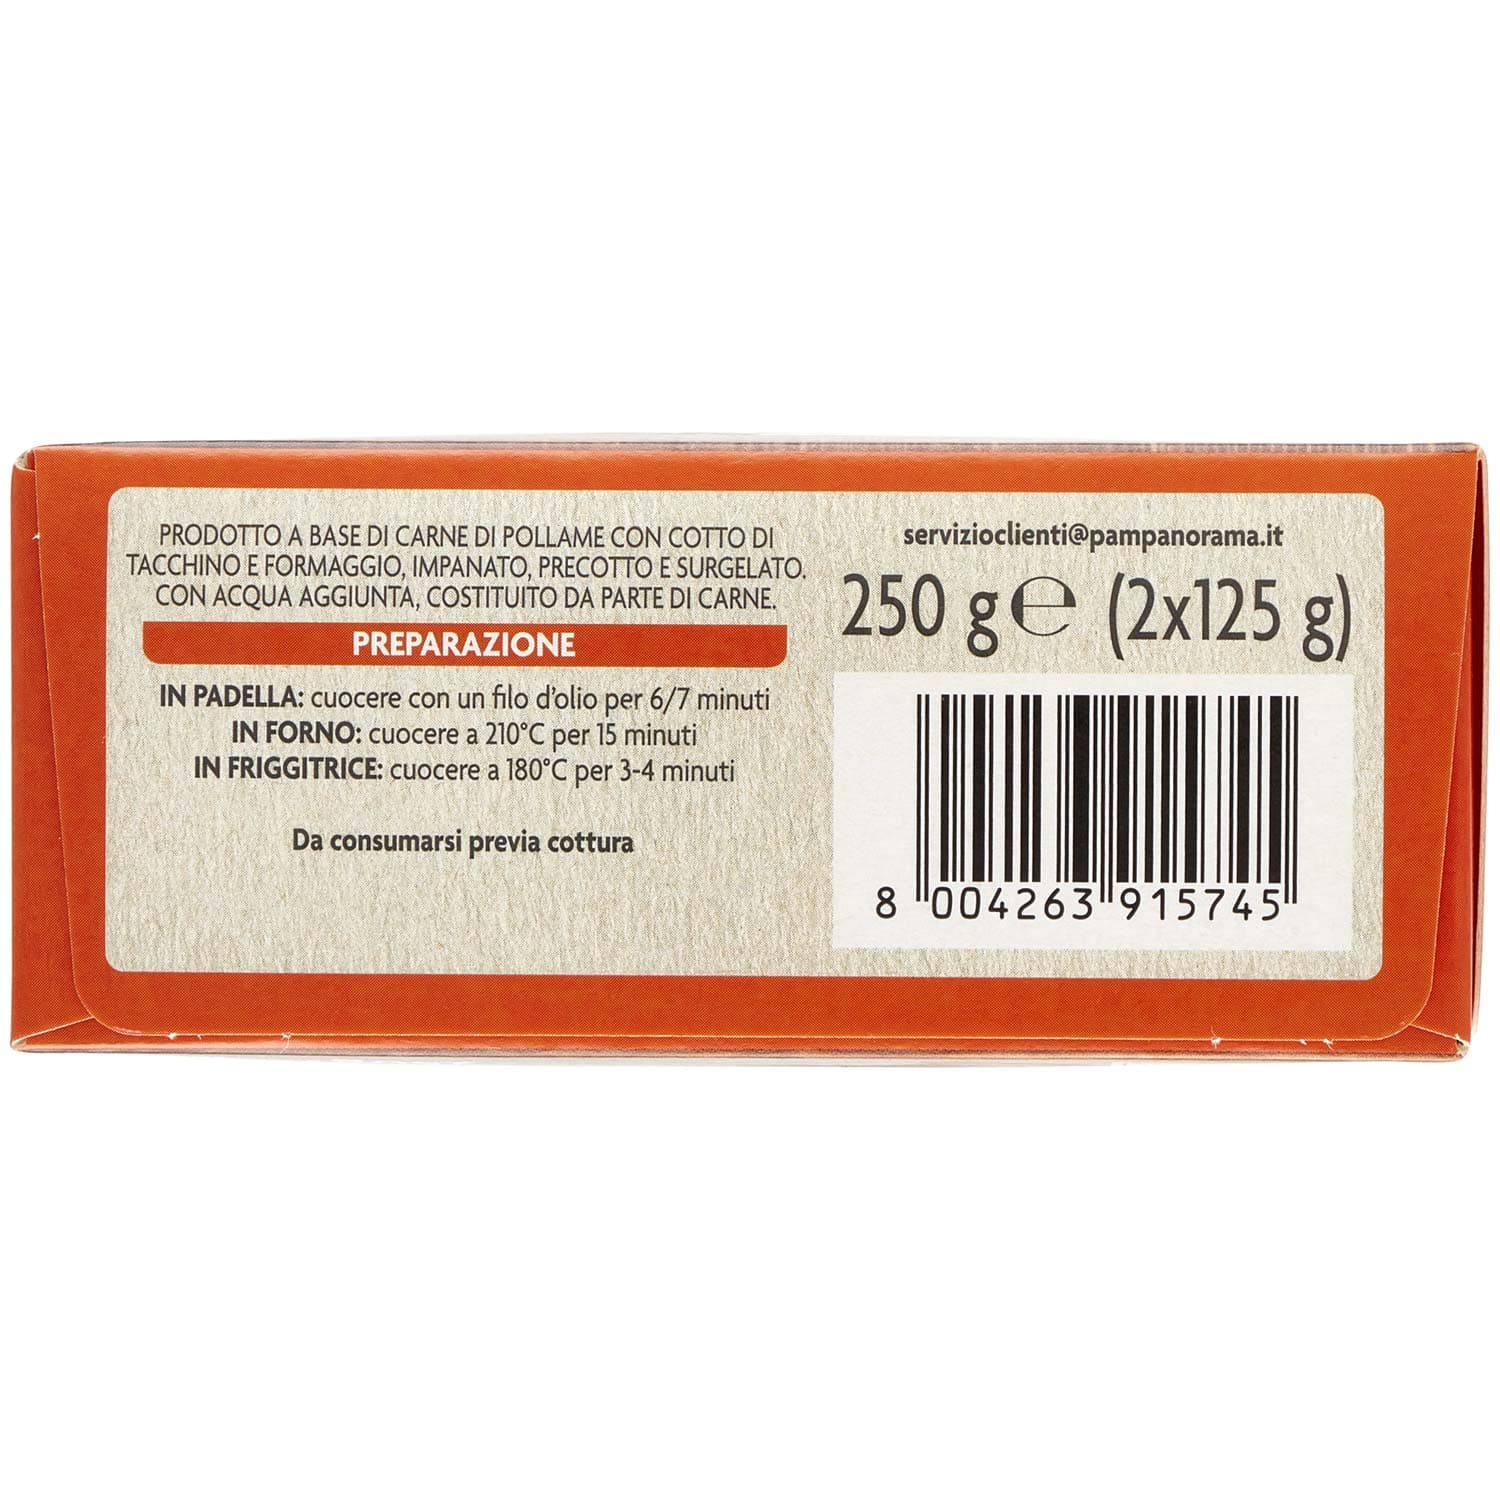 PRODOTTO A BASE DI CARNE DI POLLAME CON COTTO DI
TACCHINO E FORMAGGIO, IMPANATO, PRECOTTO E SURGELATO.
CON ACQUA AGGIUNTA, COSTITUITO DA PARTE DI CARNE.
PREPARAZIONE
IN PADELLA: cuocere con un filo d'olio per 6/7 minuti
IN FORNO: cuocere a 210°C per 15 minuti
IN FRIGGITRICE: cuocere a 180°C per 3-4 minuti
Da consumarsi previa cottura
servizioclienti@pampanorama.it
250 g ℮ (2x125 g)
8 004263 915745